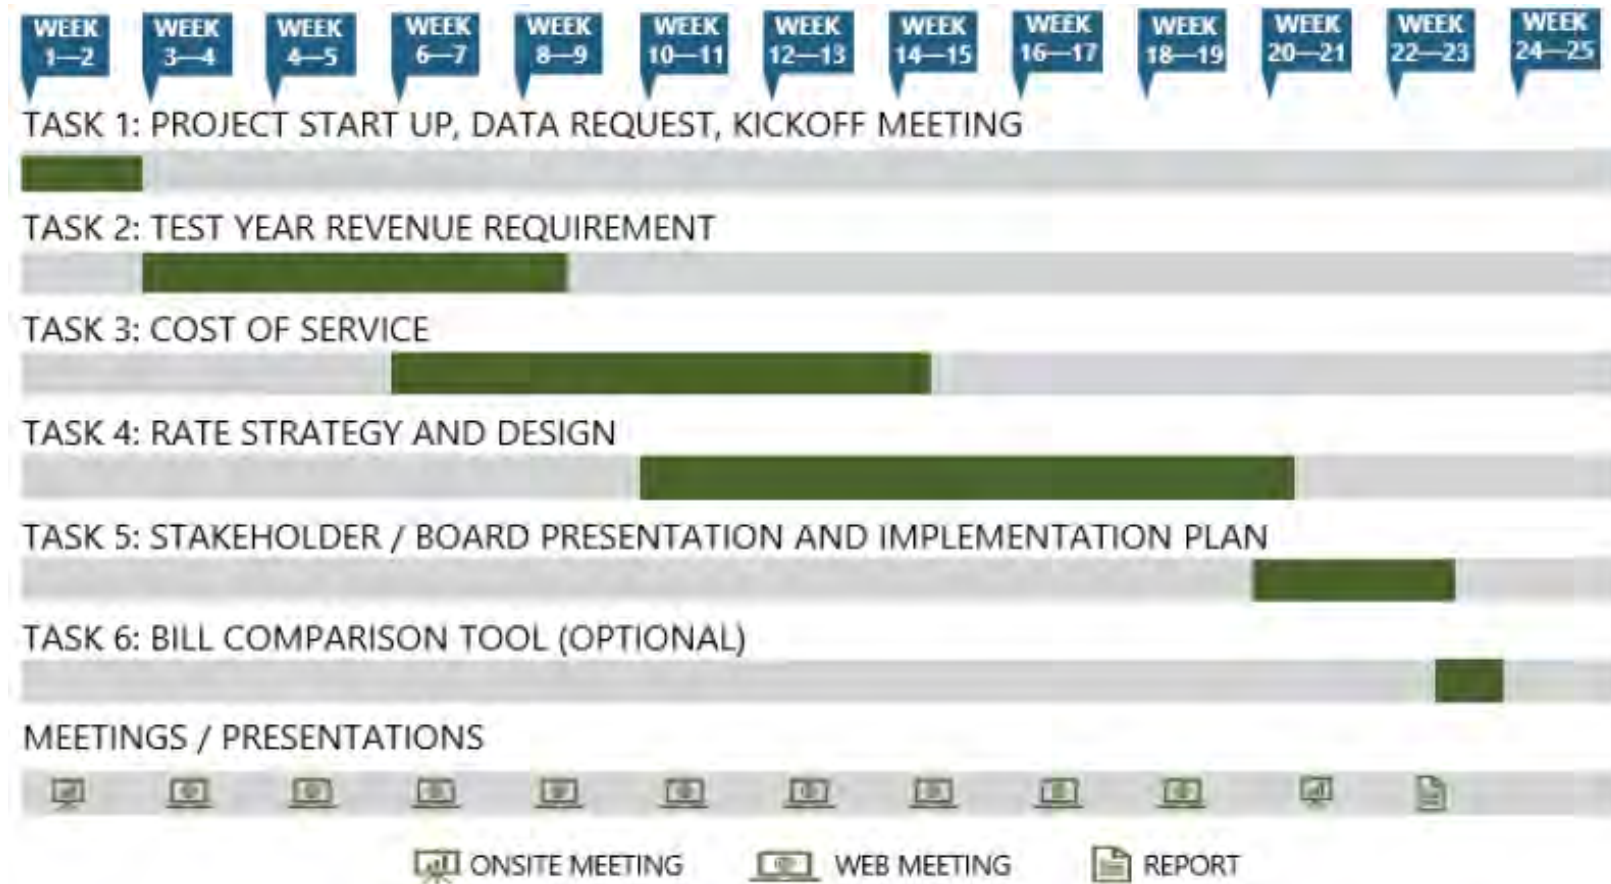 WEEK WEEK WEEK WEEK WEEK WEEK WEEK WEEK WEEK WEEK WEEK WEEK WEEK
1—2 3—4 4—5 6—7 8—9 10—11 12—13 14—15 16—17 18—19 20—21 22—23 24—25
TASK 1: PROJECT START UP, DATA REQUEST, KICKOFF MEETING
TASK 2: TEST YEAR REVENUE REQUIREMENT
TASK 3: COST OF SERVICE
TASK 4: RATE STRATEGY AND DESIGN
TASK 5: STAKEHOLDER / BOARD PRESENTATION AND IMPLEMENTATION PLAN
TASK 6: BILL COMPARISON TOOL (OPTIONAL)
MEETINGS / PRESENTATIONS
ONSITE MEETING WEB MEETING REPORT